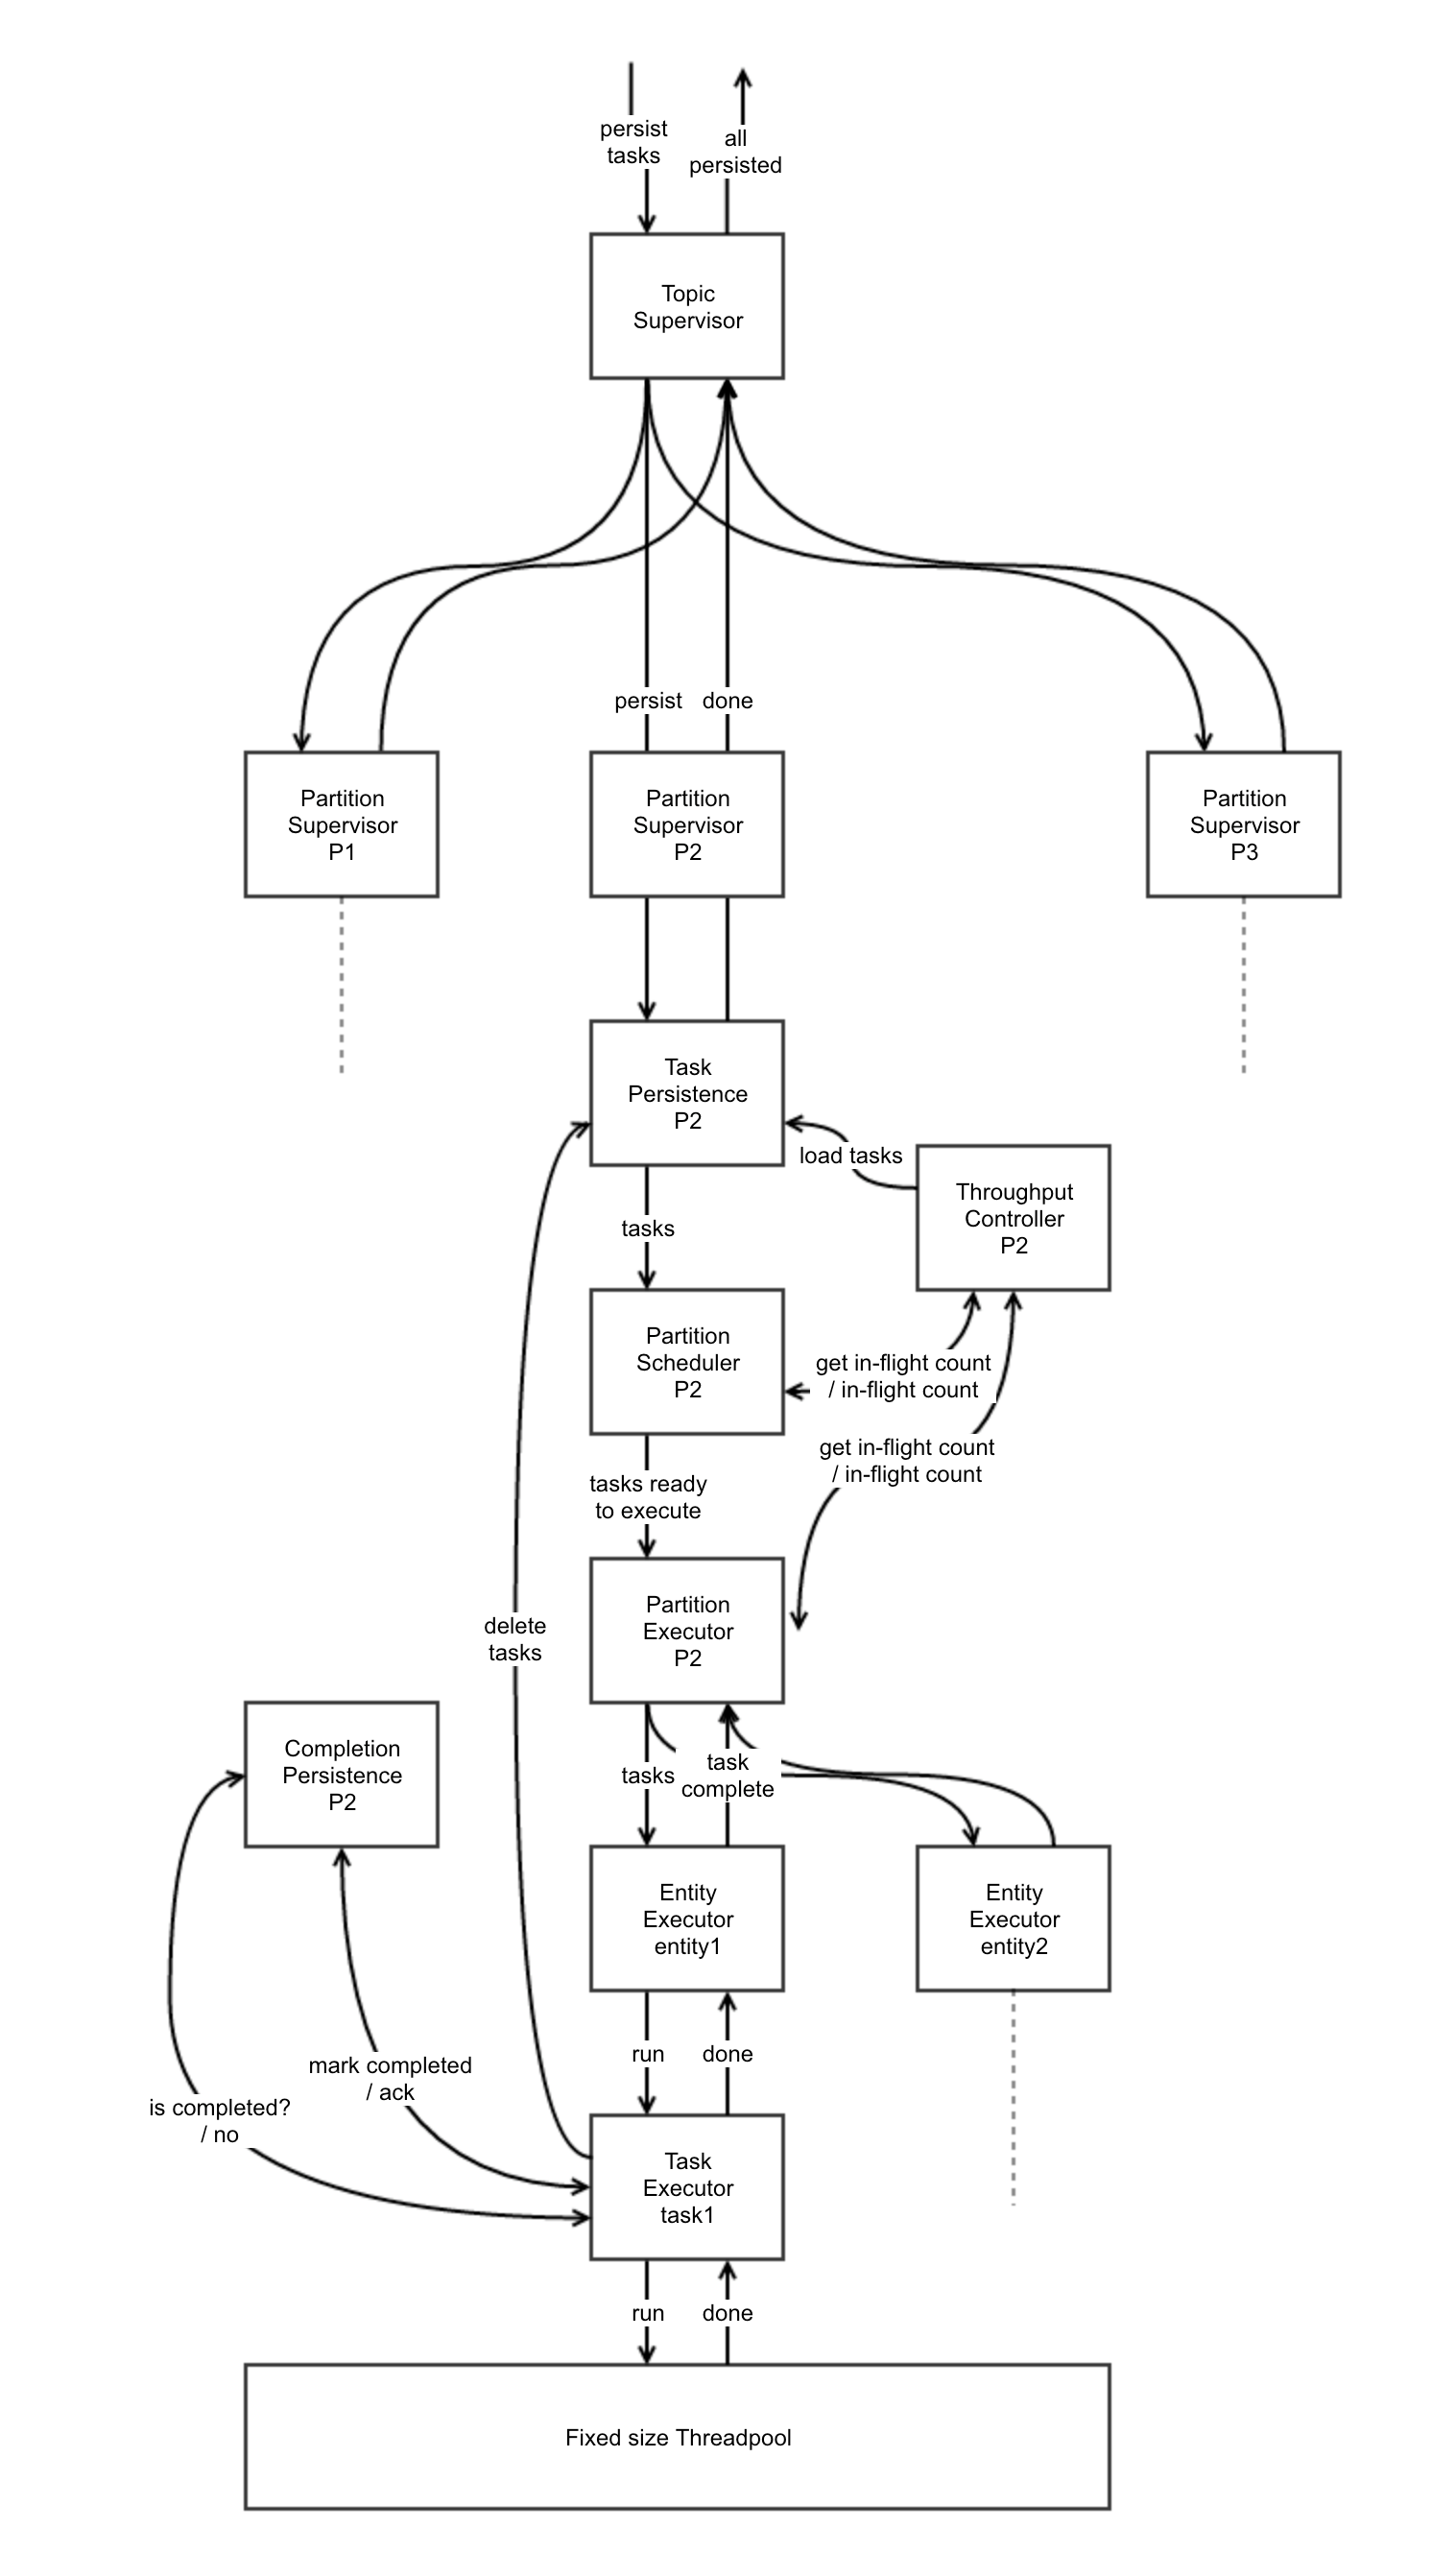 persist
tasks
all
persisted
Topic
Supervisor
persist
done
Partition
Supervisor
P1
Partition
Supervisor
P2
Partition
Supervisor
P3
Task
Persistence
P2
load tasks
Throughput
Controller
P2
tasks
Partition
Scheduler
P2
get in-flight count
/ in-flight count
get in-flight count
/ in-flight count
tasks ready
to execute
Partition
Executor
P2
delete
tasks
Completion
Persistence
P2
tasks
task
complete
Entity
Executor
entity1
Entity
Executor
entity2
run
done
mark completed
/ ack
is completed?
/ no
Task
Executor
task1
run
done
Fixed size Threadpool